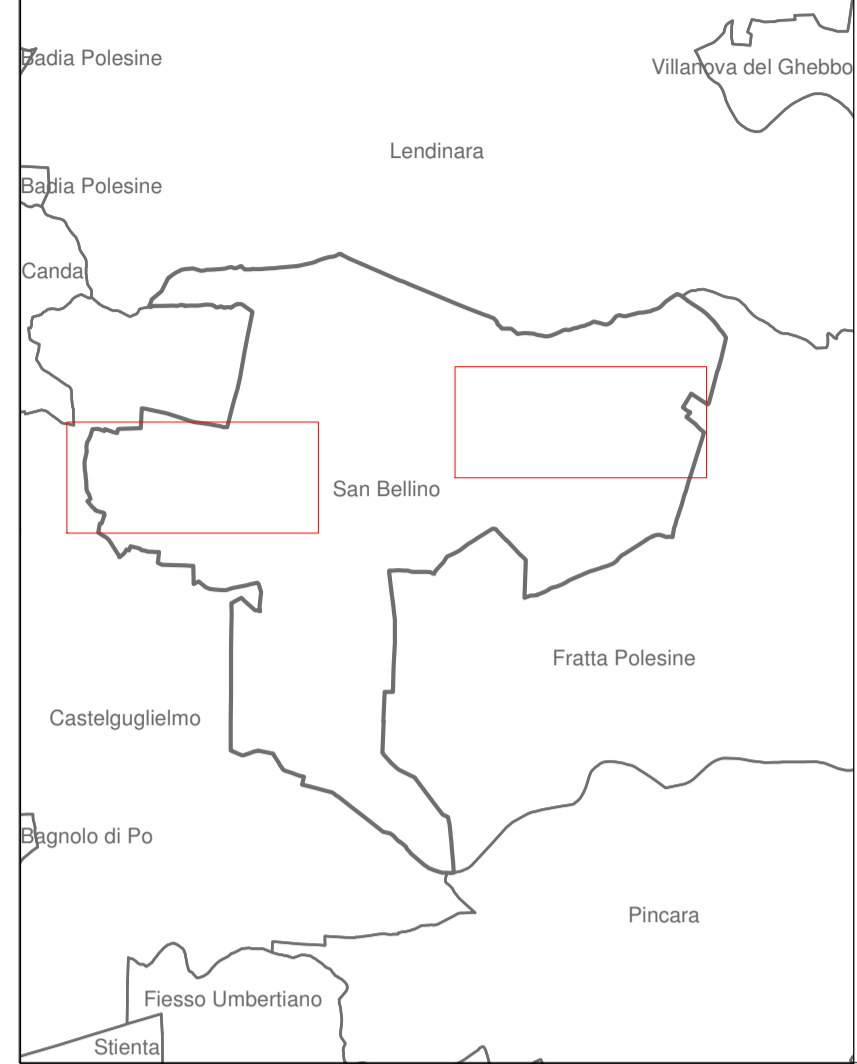 Badia Polesine
Villanova del Ghebbo
Lendinara
Badia Polesine
Canda
San Bellino
Fratta Polesine
Castelguglielmo
Bagnolo di Po
Pincara
Fiesso Umbertiano
Stienta